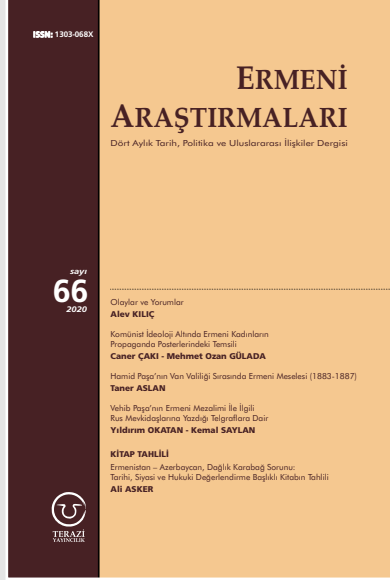 ISSN: 1303-068X
ERMENİ
ARAŞTIRMALARI
Dört Aylık Tarih, Politika ve Uluslararası İlişkiler Dergisi
sayı
66
2020
Olaylar ve Yorumlar
Alev KILIÇ
Komünist İdeoloji Altında Ermeni Kadınların
Propaganda Posterlerindeki Temsili
Caner ÇAKI - Mehmet Ozan GÜLADA
Hamid Paşa'nın Van Valiliği Sırasında Ermeni Meselesi (1883-1887)
Taner ASLAN
Vehib Paşa'nın Ermeni Mezalimi İle İlgili
Rus Mevkidaşlarına Yazdığı Telgraflara Dair
Yıldırım OKATAN - Kemal SAYLAN
KİTAP TAHLİLİ
Ermenistan – Azerbaycan, Dağlık Karabağ Sorunu:
Tarihi, Siyasi ve Hukuki Değerlendirme Başlıklı Kitabın Tahlili
Ali ASKER
TERAZİ
YAYINCILIK